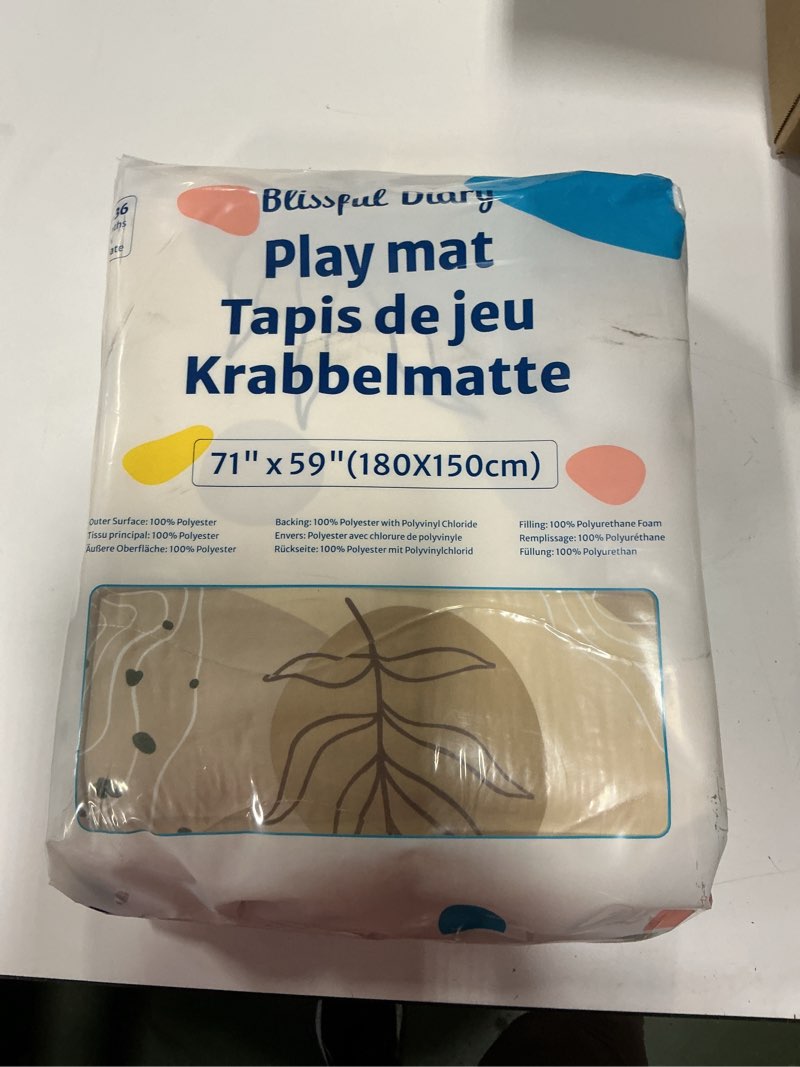 Blissful Diary
Play mat
Tapis de jeu
Krabbelmatte
71" x 59"(180X150cm)
Outer Surface: 100% Polyester
Tissu principal: 100% Polyester
Äußere Oberfläche: 100% Polyester
Backing: 100% Polyester with Polyvinyl Chloride
Envers: Polyester avec chlorure de polyvinyle
Rückseite: 100% Polyester mit Polyvinylchlorid
Filling: 100% Polyurethane Foam
Remplissage: 100% Polyuréthane
Füllung: 100% Polyurethan